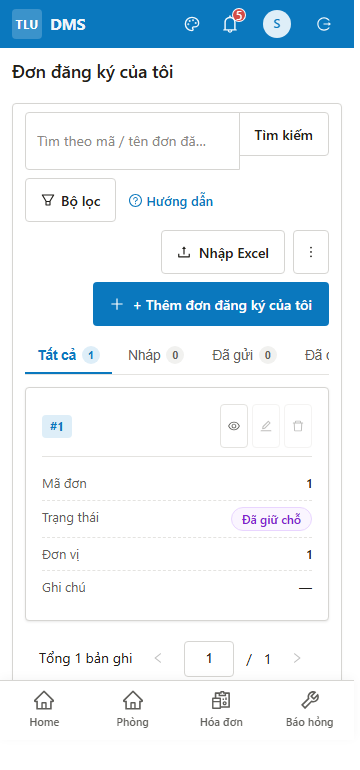 TLU DMS 5 S
Đơn đăng ký của tôi
Tìm theo mã / tên đơn đă... Tìm kiếm
Bộ lọc Hướng dẫn
Nhập Excel
+ Thêm đơn đăng ký của tôi
Tất cả 1 Nháp 0 Đã gửi 0 Đã
#1
Mã đơn 1
Trạng thái Đã giữ chỗ
Đơn vị 1
Ghi chú —
Tổng 1 bản ghi < 1 / 1 >
Home Phòng Hóa đơn Báo hỏng